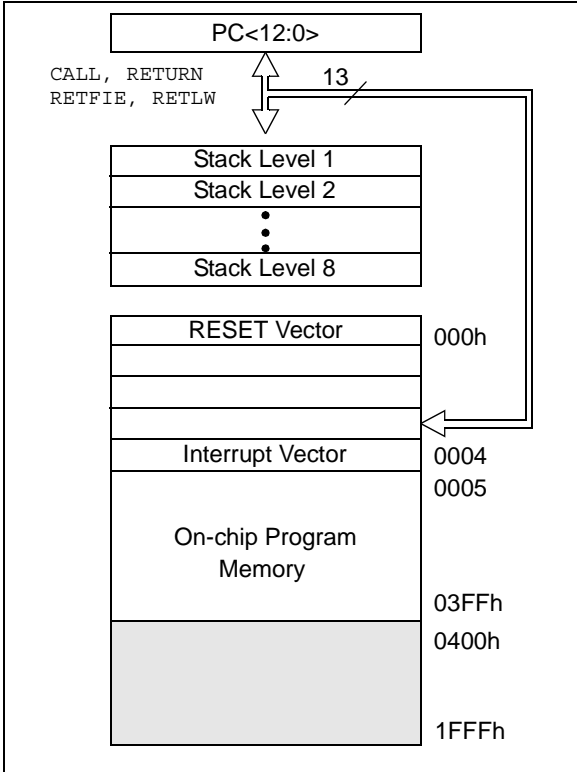 PC<12:0>
CALL, RETURN
RETFIE, RETLW
13
Stack Level 1
Stack Level 2
Stack Level 8
RESET Vector
000h
Interrupt Vector
0004
0005
On-chip Program
Memory
03FFh
0400h
1FFFh